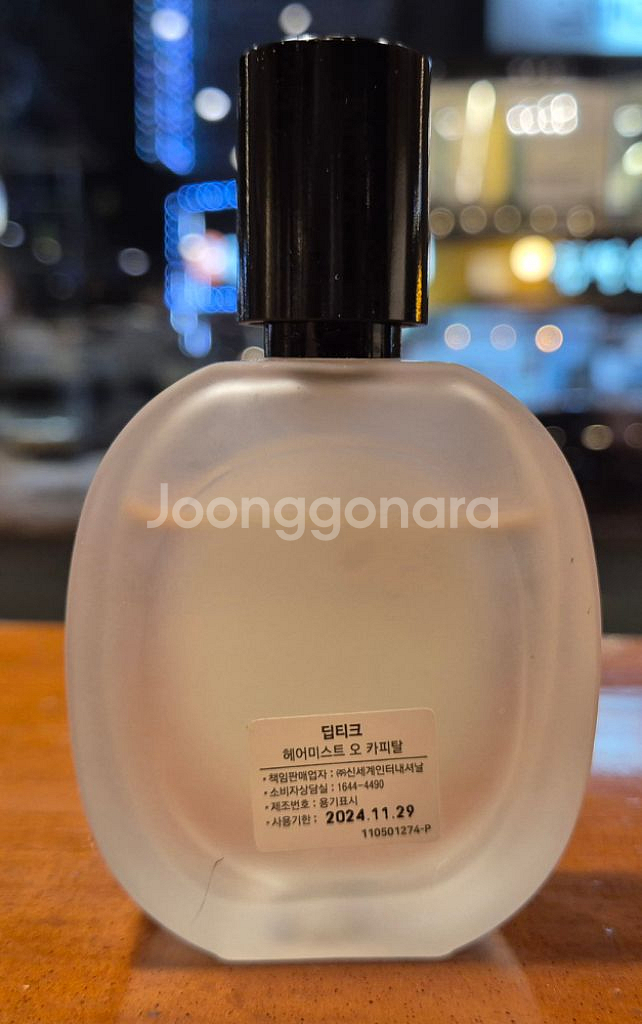 Joonggonara
딥티크
헤어미스트 오 카피탈
• 책임판매업자 : ㈜신세계인터내셔날
• 소비자상담실 : 1644-4490
• 제조번호 : 용기표시
• 사용기한 : 2024.11.29
110501274-P